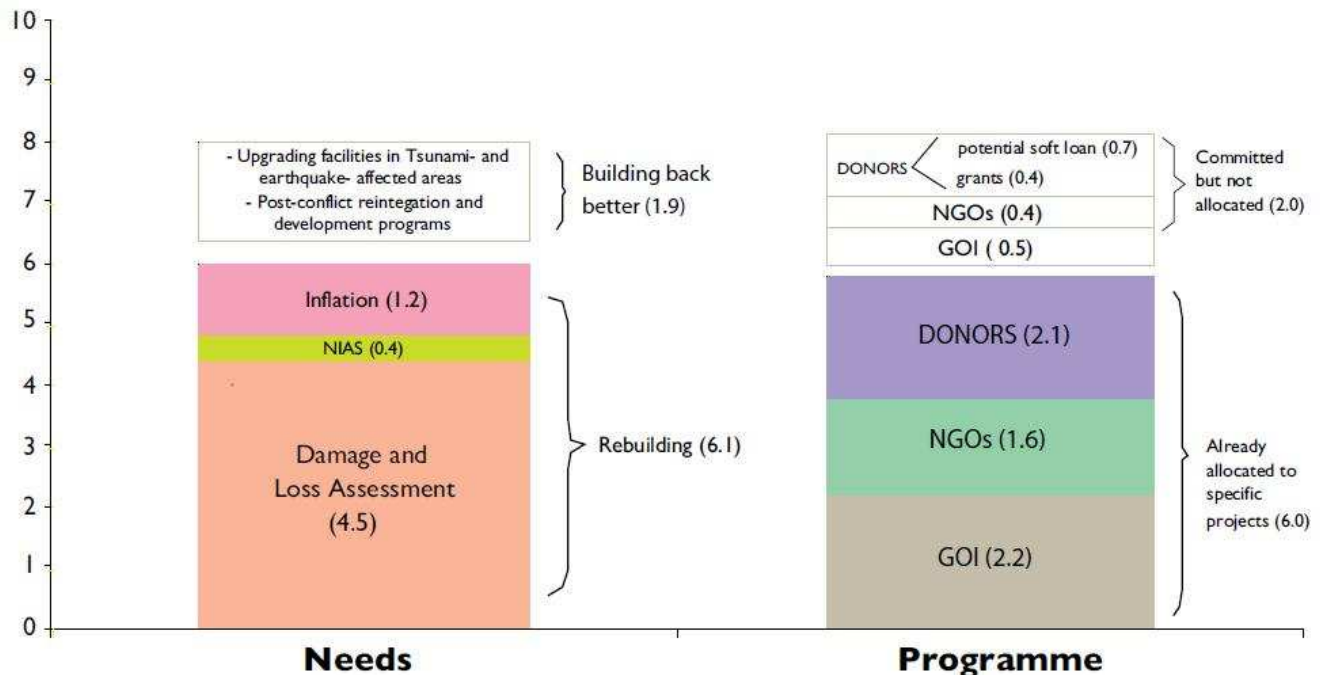 10
9
8
7
6
5
4
3
2
1
0
- Upgrading facilities in Tsunami- and
earthquake- affected areas
- Post-conflict reintegation and
development programs
Building back
better (1.9)
Inflation (1.2)
NIAS (0.4)
Damage and
Loss Assessment
(4.5)
Rebuilding (6.1)
Needs
DONORS
potential soft loan (0.7)
grants (0.4)
NGOs (0.4)
GOI ( 0.5)
Committed
but not
allocated (2.0)
DONORS (2.1)
NGOs (1.6)
GOI (2.2)
Already
allocated to
specific
projects (6.0)
Programme